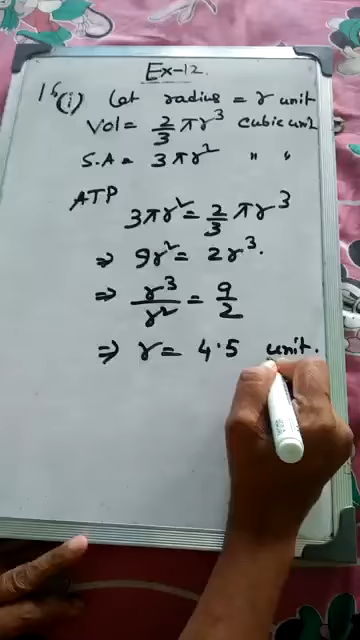 Ex-12.
16(i) Let radius = r unit
Vol = 2/3 πr³ cubic unit
S.A = 3πr² " "
ATP
3πr² = 2/3 πr³
⇒ 9r² = 2r³.
⇒ r³/r² = 9/2
⇒ r = 4.5 unit.